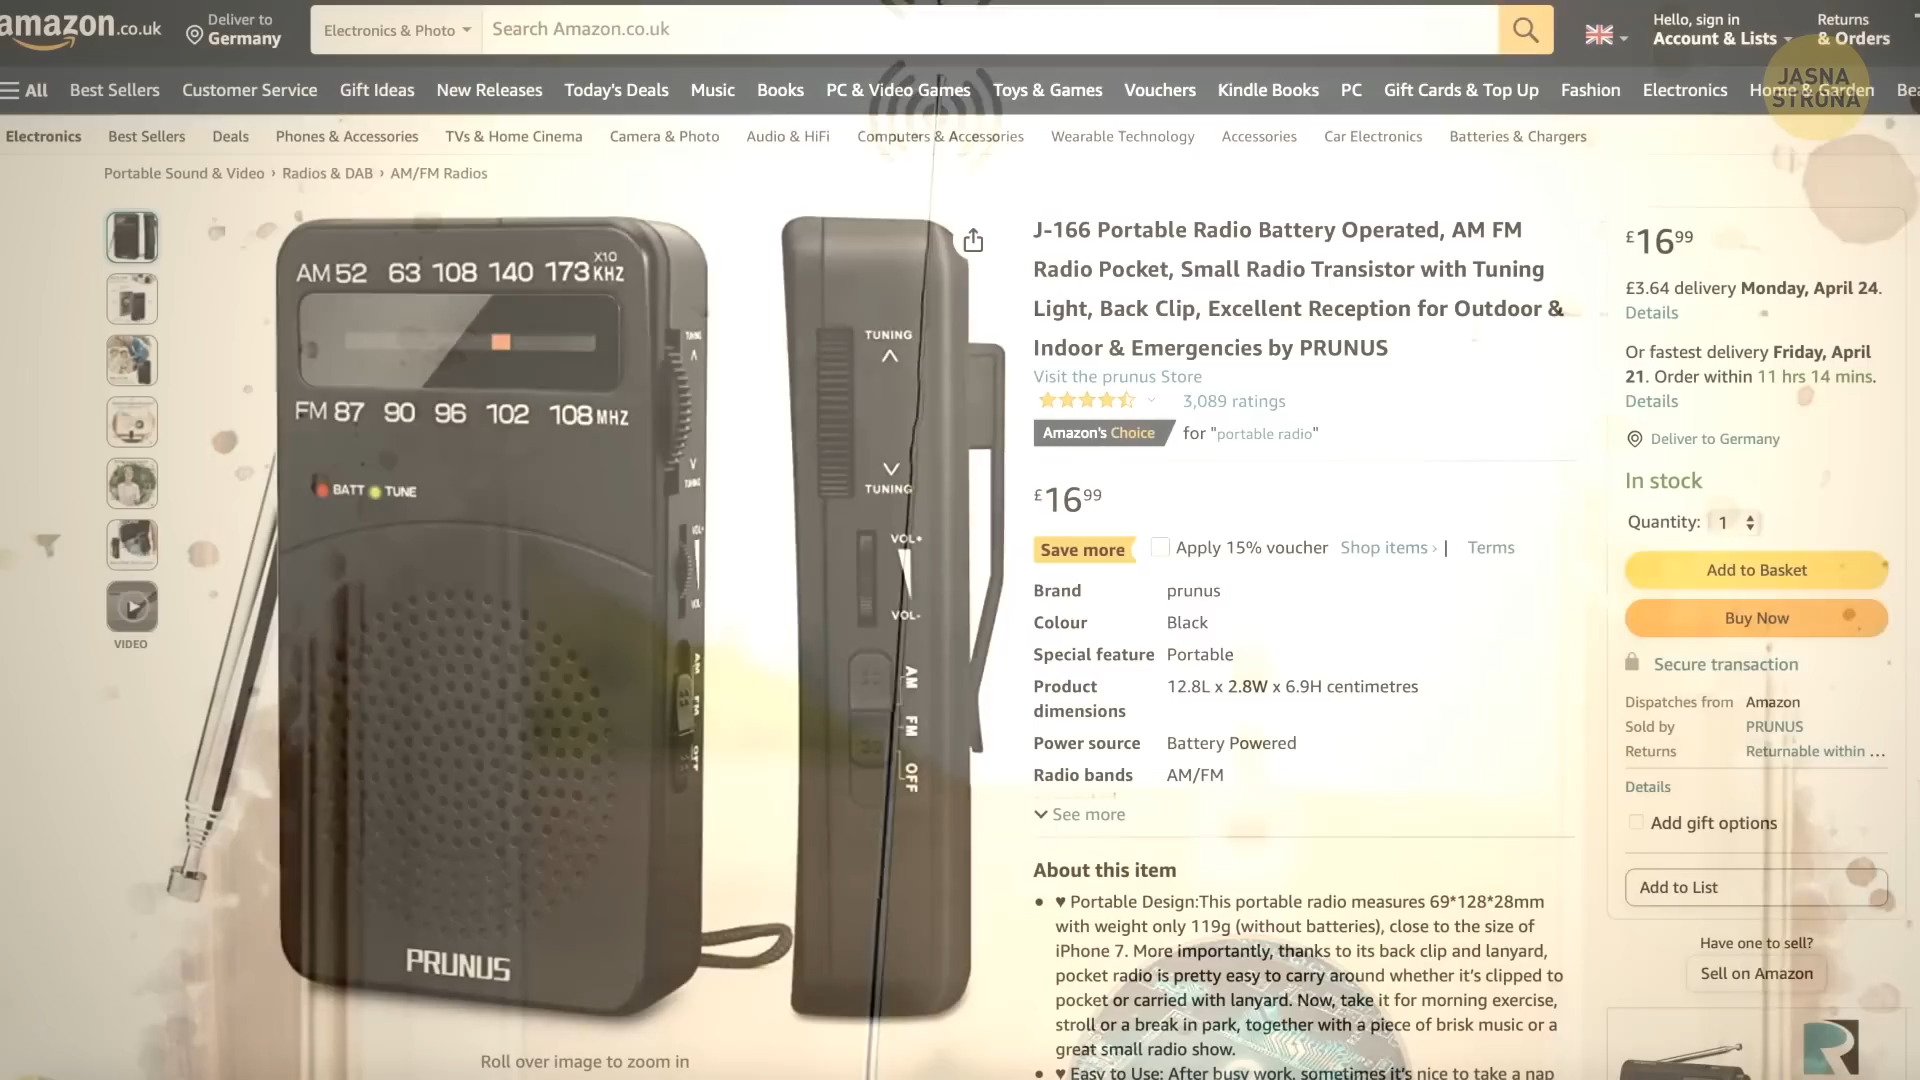 amazon.co.uk
Deliver to
Germany
Electronics & Photo
Search Amazon.co.uk
Hello, sign in
Account & Lists
Returns
& Orders
All
Best Sellers
Customer Service
Gift Ideas
New Releases
Today's Deals
Music
Books
PC & Video Games
Toys & Games
Vouchers
Kindle Books
PC
Gift Cards & Top Up
Fashion
Electronics
Home & Garden
JASNA
STRONA
Electronics
Best Sellers
Deals
Phones & Accessories
TVs & Home Cinema
Camera & Photo
Audio & HiFi
Computers & Accessories
Wearable Technology
Accessories
Car Electronics
Batteries & Chargers
Portable Sound & Video › Radios & DAB › AM/FM Radios
VIDEO
X10
AM 52 63 108 140 173 KHZ
FM 87 90 96 102 108 MHZ
BATT TUNE
PRUNUS
TUNING
TUNING
VOL+
VOL-
AM
FM
OFF
TUNING
TUNING
VOL+
VOL-
AM
FM
OFF
Roll over image to zoom in
J-166 Portable Radio Battery Operated, AM FM
Radio Pocket, Small Radio Transistor with Tuning
Light, Back Clip, Excellent Reception for Outdoor &
Indoor & Emergencies by PRUNUS
Visit the prunus Store
3,089 ratings
Amazon's Choice for "portable radio"
£16 99
Save more Apply 15% voucher Shop items › | Terms
Brand prunus
Colour Black
Special feature Portable
Product dimensions 12.8L x 2.8W x 6.9H centimetres
Power source Battery Powered
Radio bands AM/FM
See more
About this item
• ♥ Portable Design:This portable radio measures 69*128*28mm
with weight only 119g (without batteries), close to the size of
iPhone 7. More importantly, thanks to its back clip and lanyard,
pocket radio is pretty easy to carry around whether it's clipped to
pocket or carried with lanyard. Now, take it for morning exercise,
stroll or a break in park, together with a piece of brisk music or a
great small radio show.
• ♥ Easy to Use: After busy work, sometimes it's nice to take a nap
£16 99
£3.64 delivery Monday, April 24.
Details
Or fastest delivery Friday, April
21. Order within 11 hrs 14 mins.
Details
Deliver to Germany
In stock
Quantity: 1
Add to Basket
Buy Now
Secure transaction
Dispatches from Amazon
Sold by PRUNUS
Returns Returnable within ...
Details
Add gift options
Add to List
Have one to sell?
Sell on Amazon